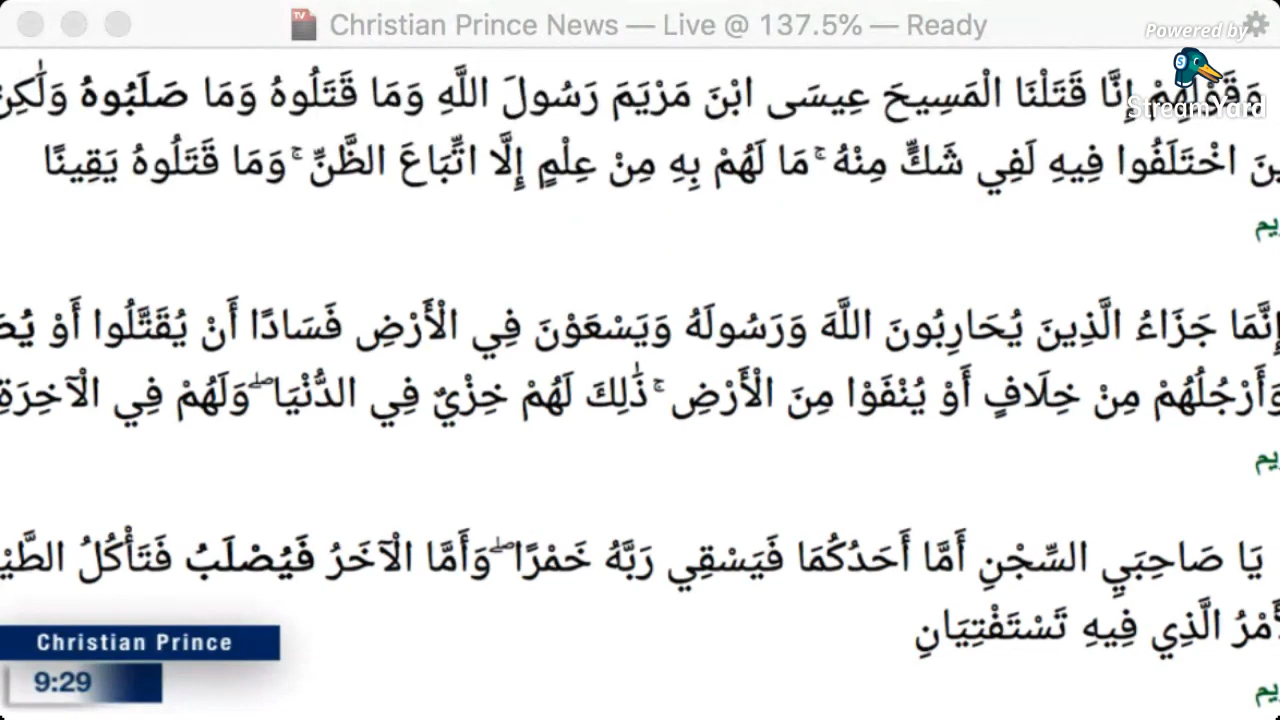 Christian Prince News — Live @ 137.5% — Ready
Powered by
StreamYard
وَقَوْلِهِمْ إِنَّا قَتَلْنَا الْمَسِيحَ عِيسَى ابْنَ مَرْيَمَ رَسُولَ اللَّهِ وَمَا قَتَلُوهُ وَمَا صَلَبُوهُ وَلَٰكِنْ
اخْتَلَفُوا فِيهِ لَفِي شَكٍّ مِنْهُ ۚ مَا لَهُمْ بِهِ مِنْ عِلْمٍ إِلَّا اتِّبَاعَ الظَّنِّ ۚ وَمَا قَتَلُوهُ يَقِينًا
إِنَّمَا جَزَاءُ الَّذِينَ يُحَارِبُونَ اللَّهَ وَرَسُولَهُ وَيَسْعَوْنَ فِي الْأَرْضِ فَسَادًا أَنْ يُقَتَّلُوا أَوْ
وَأَرْجُلُهُمْ مِنْ خِلَافٍ أَوْ يُنْفَوْا مِنَ الْأَرْضِ ۚ ذَٰلِكَ لَهُمْ خِزْيٌ فِي الدُّنْيَا ۖ وَلَهُمْ فِي الْآخِرَةِ
يَا صَاحِبَيِ السِّجْنِ أَمَّا أَحَدُكُمَا فَيَسْقِي رَبَّهُ خَمْرًا ۖ وَأَمَّا الْآخَرُ فَيُصْلَبُ فَتَأْكُلُ
الَّذِي فِيهِ تَسْتَفْتِيَانِ
Christian Prince
9:29